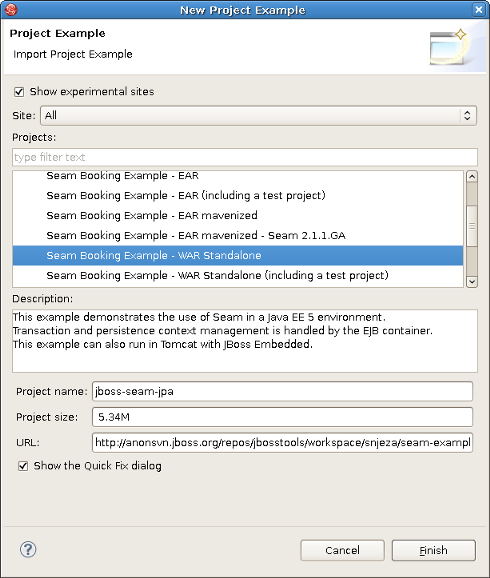 New Project Example
Project Example
Import Project Example
Show experimental sites
Site: All
Projects:
type filter text
Seam Booking Example - EAR
Seam Booking Example - EAR (including a test project)
Seam Booking Example - EAR mavenized
Seam Booking Example - EAR mavenized - Seam 2.1.1.GA
Seam Booking Example - WAR Standalone
Seam Booking Example - WAR Standalone (including a test project)
Description:
This example demonstrates the use of Seam in a Java EE 5 environment.
Transaction and persistence context management is handled by the EJB container.
This example can also run in Tomcat with JBoss Embedded.
Project name: jboss-seam-jpa
Project size: 5.34M
URL: http://anonsvn.jboss.org/repos/jbosstools/workspace/snjeza/seam-exampl
Show the Quick Fix dialog
? Cancel Finish